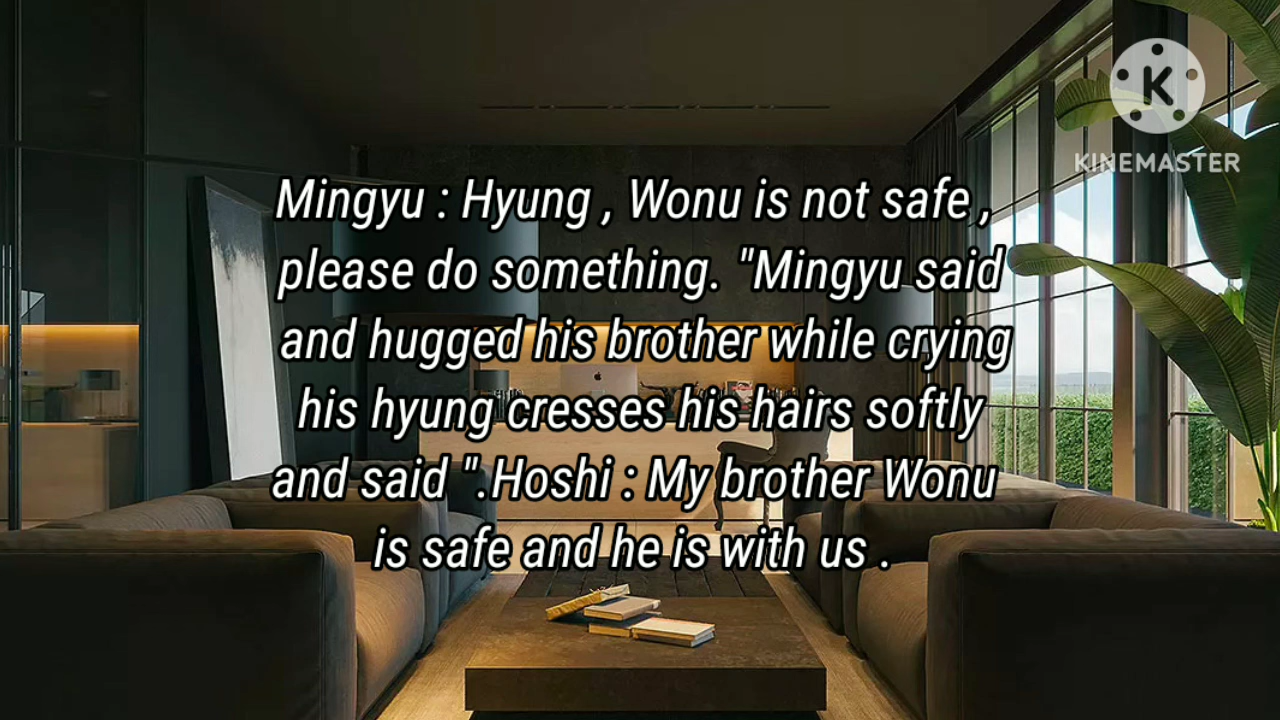 K
KINEMASTER
Mingyu : Hyung , Wonu is not safe ,
please do something. "Mingyu said
and hugged his brother while crying
his hyung cresses his hairs softly
and said ".Hoshi : My brother Wonu
is safe and he is with us .